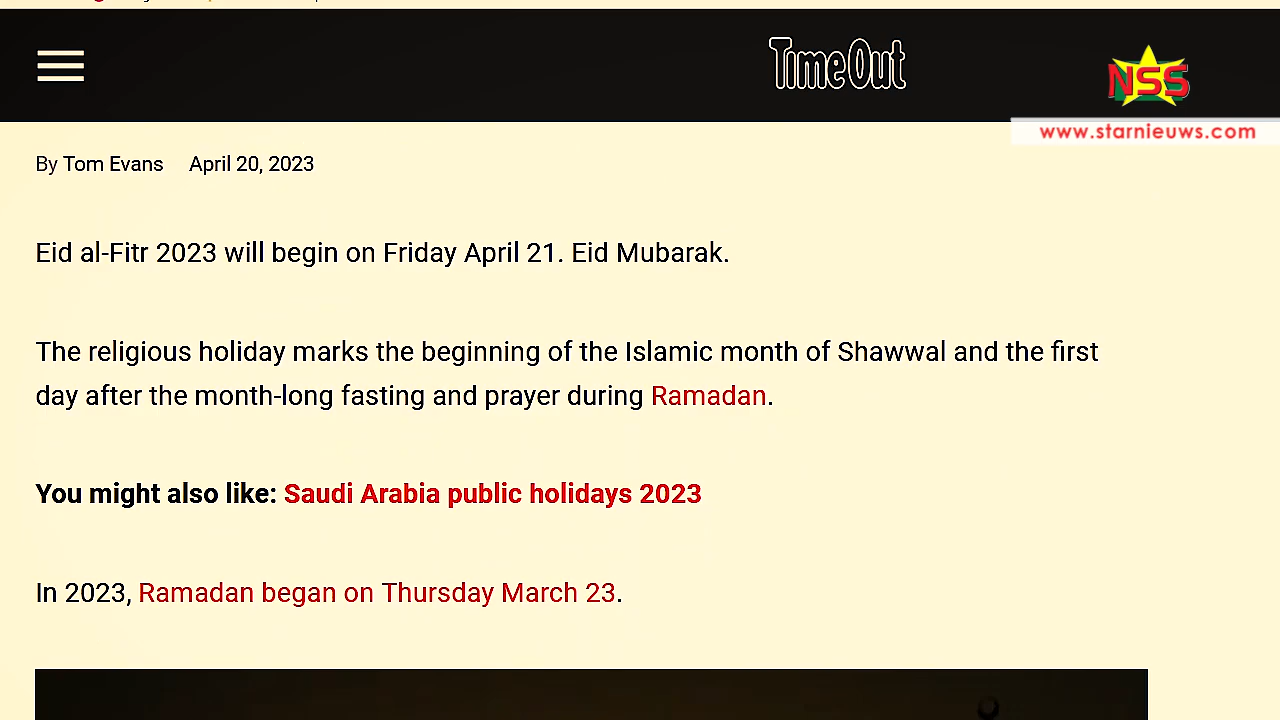 TimeOut
NSS
www.starnieuws.com
By Tom Evans April 20, 2023
Eid al-Fitr 2023 will begin on Friday April 21. Eid Mubarak.
The religious holiday marks the beginning of the Islamic month of Shawwal and the first
day after the month-long fasting and prayer during Ramadan.
You might also like: Saudi Arabia public holidays 2023
In 2023, Ramadan began on Thursday March 23.